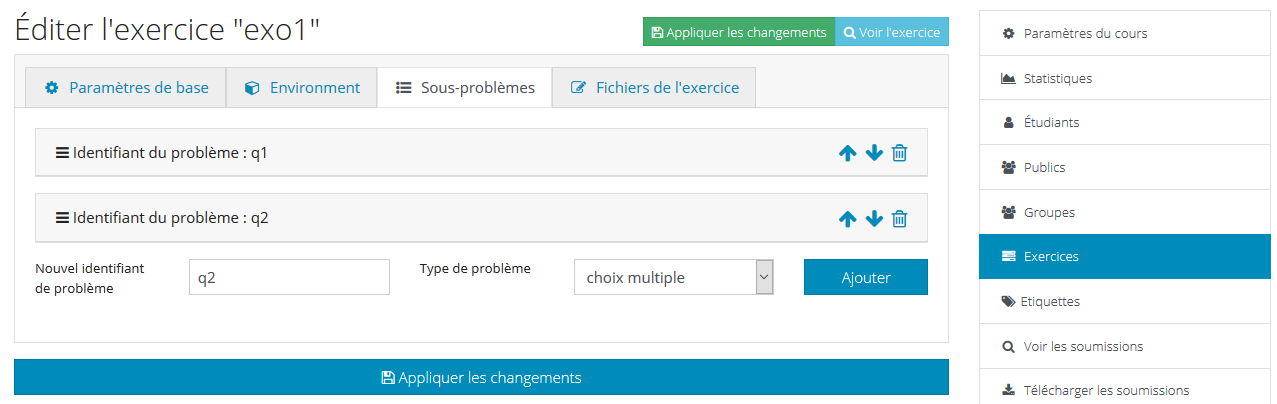 Éditer l'exercice "exo1"
Appliquer les changements
Voir l'exercice
Paramètres de base
Environment
Sous-problèmes
Fichiers de l'exercice
Identifiant du problème : q1
Identifiant du problème : q2
Nouvel identifiant
de problème
q2
Type de problème
choix multiple
Ajouter
Appliquer les changements
Paramètres du cours
Statistiques
Étudiants
Publics
Groupes
Exercices
Etiquettes
Voir les soumissions
Télécharger les soumissions